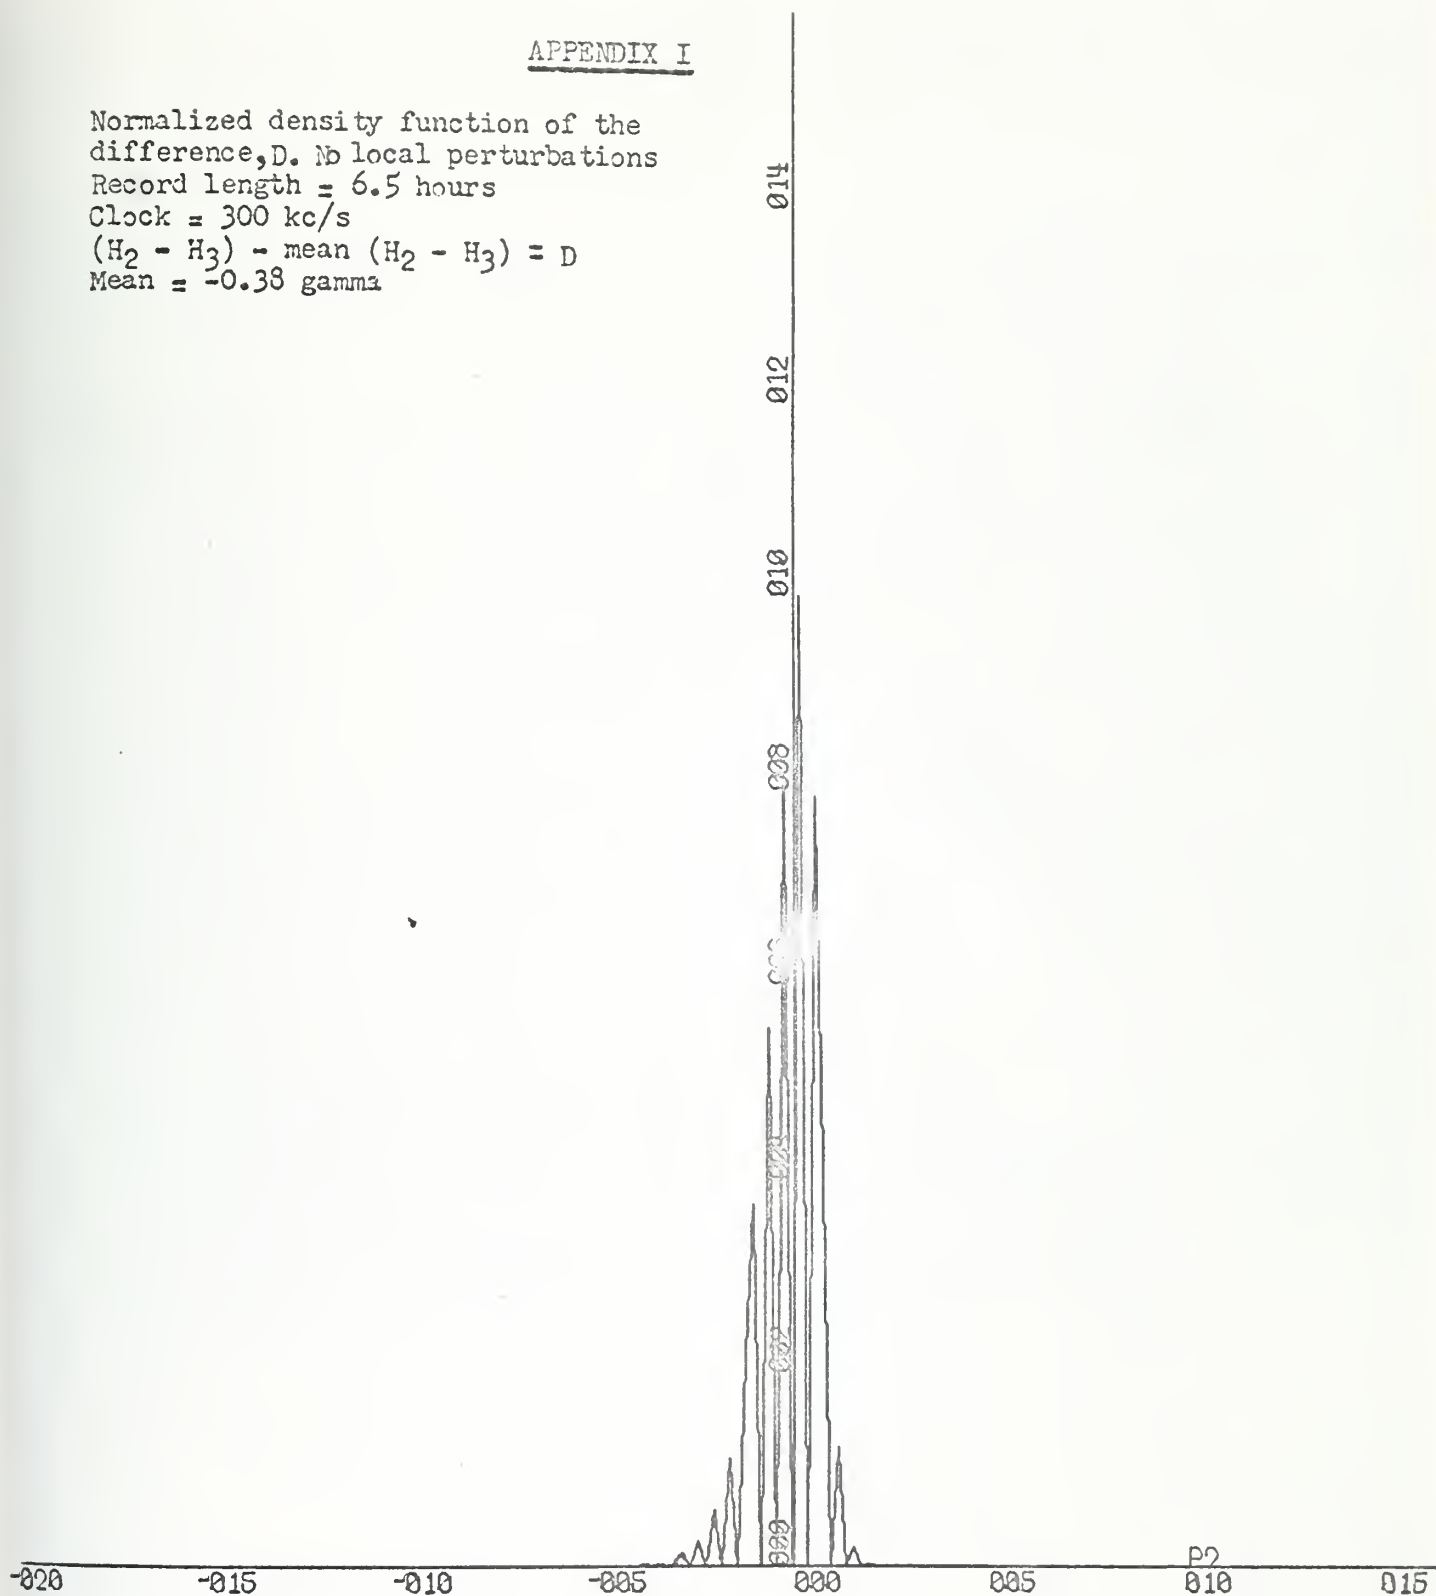 APPENDIX I
Normalized density function of the
difference,D. No local perturbations
Record length = 6.5 hours
Clock = 300 kc/s
(H2 - H3) - mean (H2 - H3) = D
Mean = -0.38 gamma
014
012
010
008
000
P2
-020 -015 -010 -005 000 005 010 015